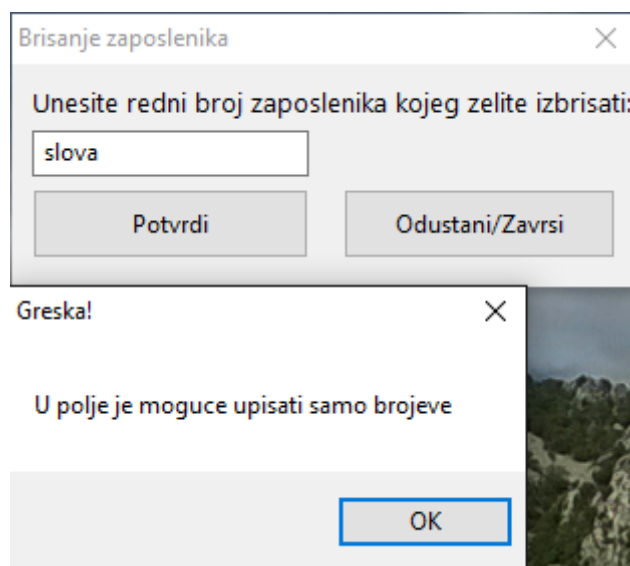 Brisanje zaposlenika
Unesite redni broj zaposlenika kojeg zelite izbrisati:
slova
Potvrdi
Odustani/Zavrsi
Greska!
U polje je moguce upisati samo brojeve
OK